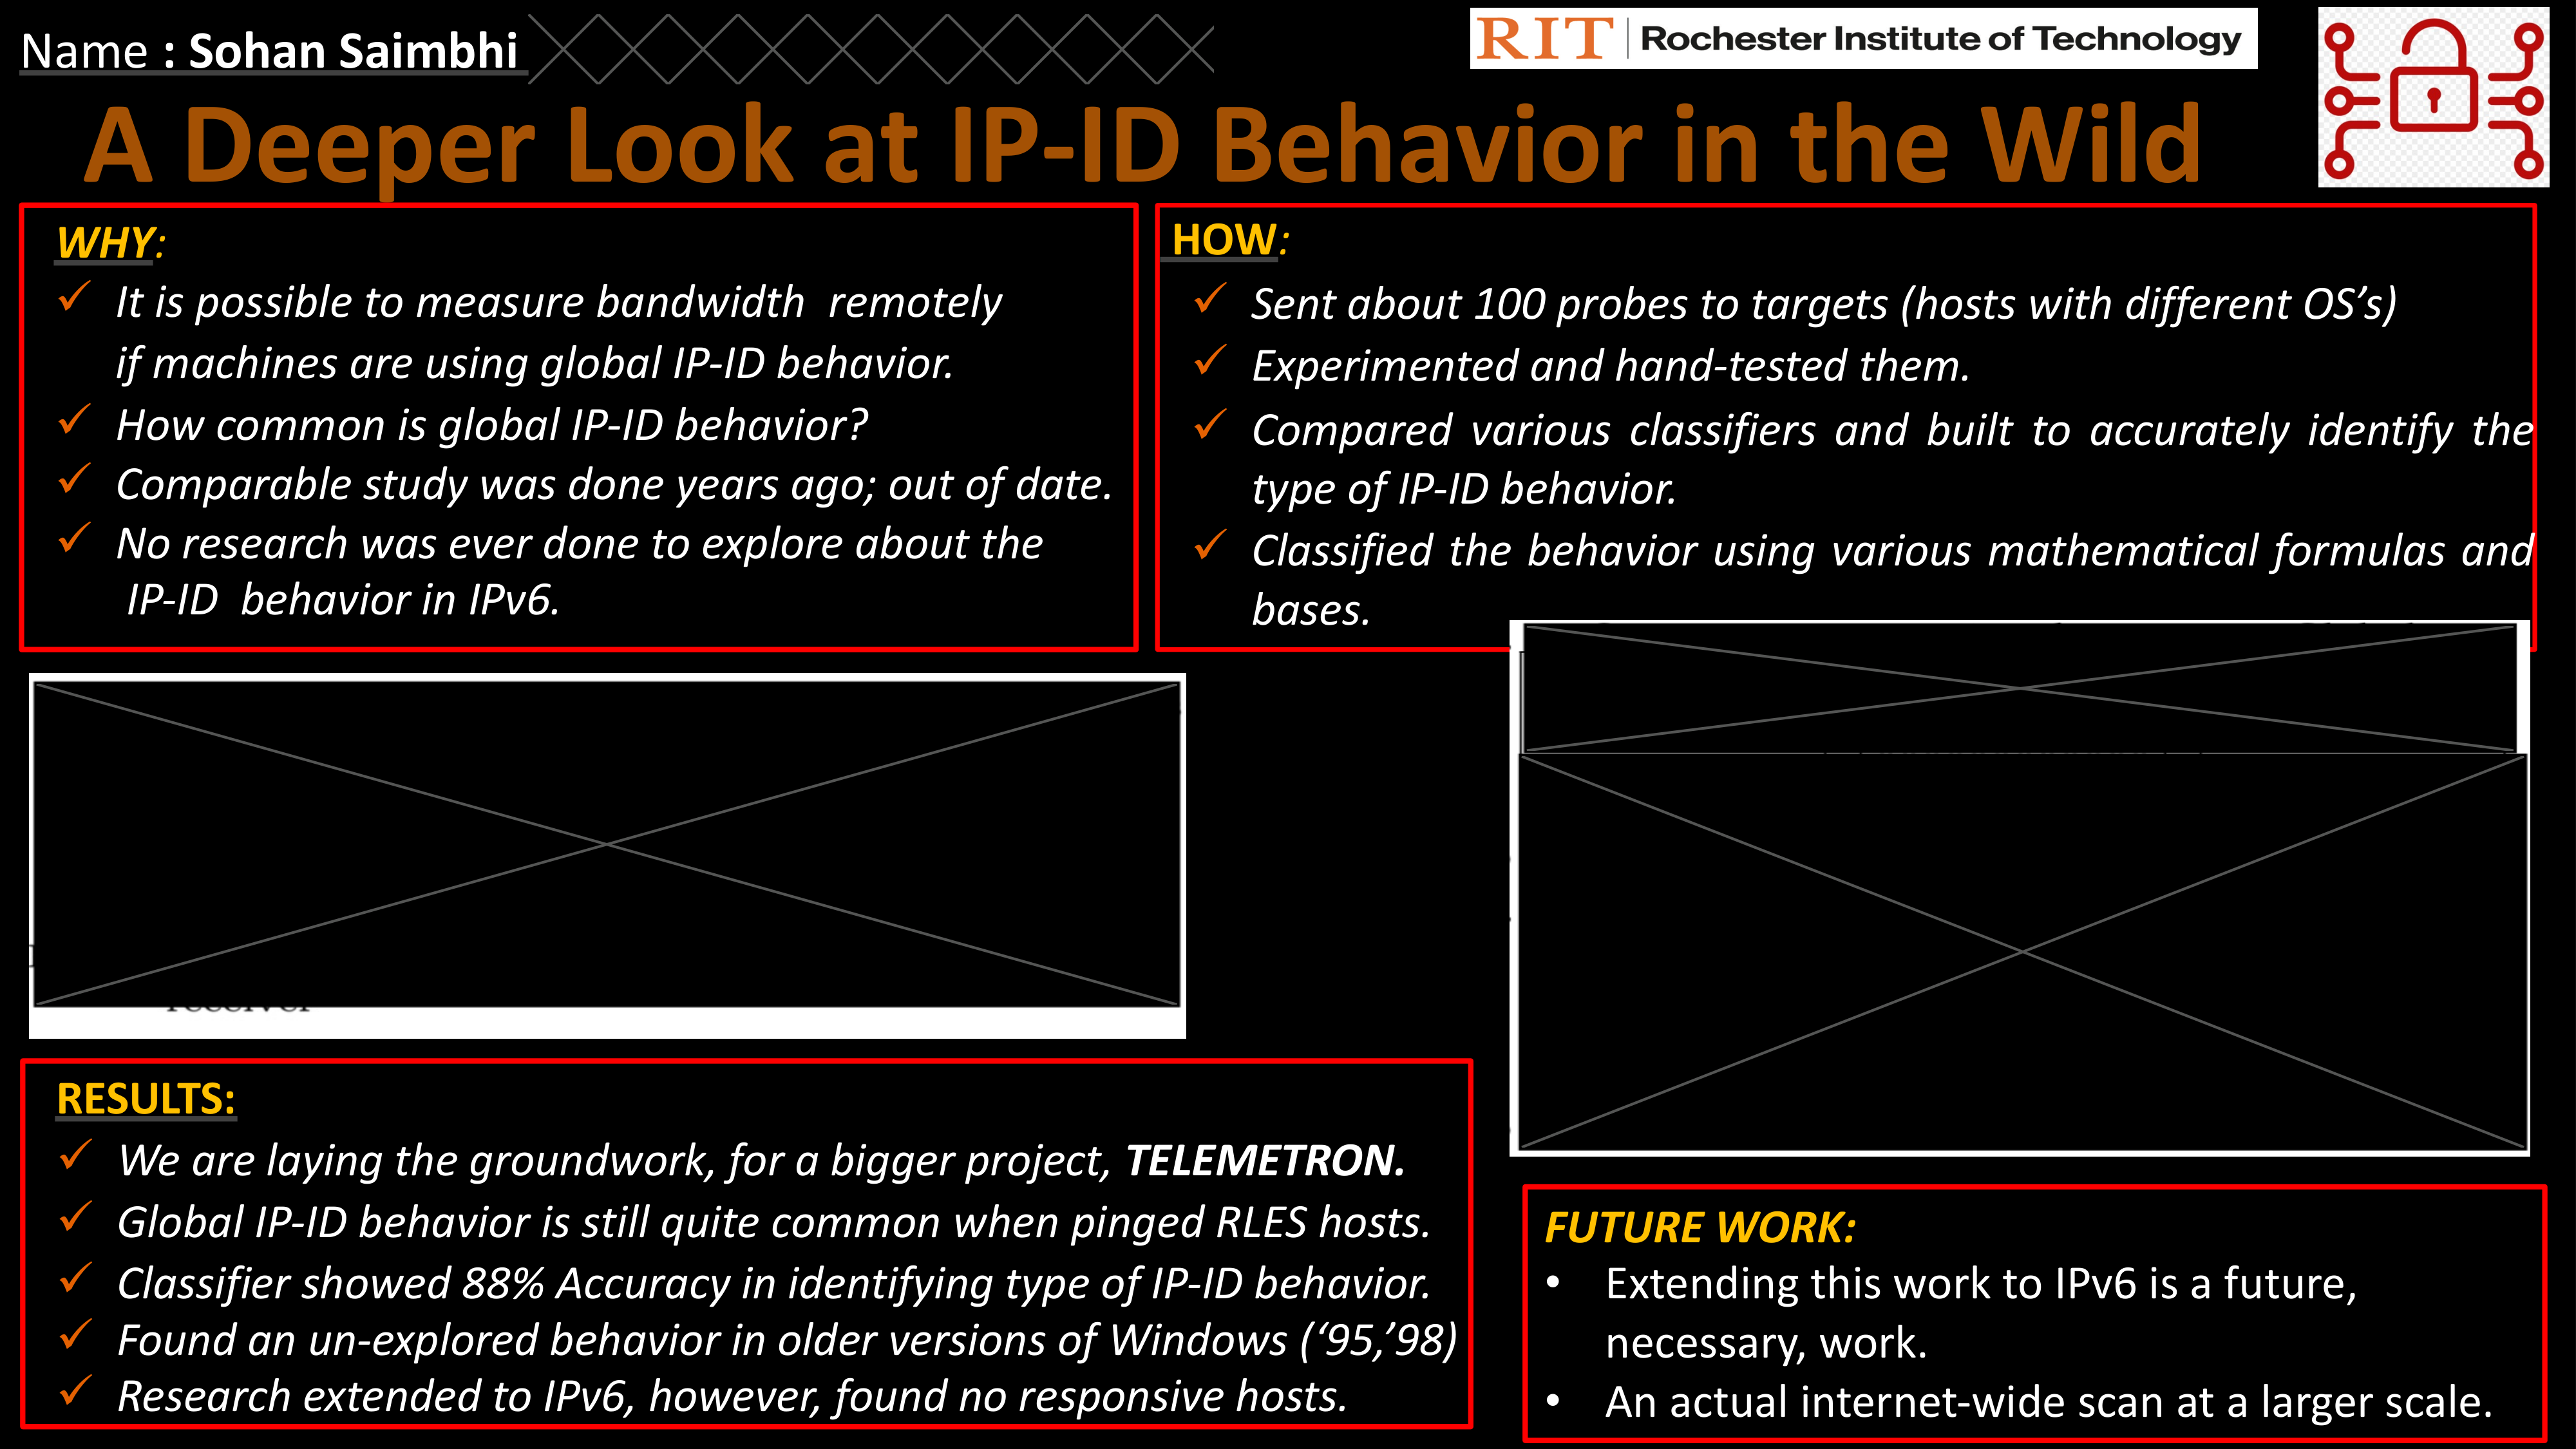 Name : Sohan Saimbhi
RIT | Rochester Institute of Technology
A Deeper Look at IP-ID Behavior in the Wild
WHY:
✓ It is possible to measure bandwidth remotely
if machines are using global IP-ID behavior.
✓ How common is global IP-ID behavior?
✓ Comparable study was done years ago; out of date.
✓ No research was ever done to explore about the
IP-ID behavior in IPv6.
HOW:
✓ Sent about 100 probes to targets (hosts with different OS’s)
✓ Experimented and hand-tested them.
✓ Compared various classifiers and built to accurately identify the
type of IP-ID behavior.
✓ Classified the behavior using various mathematical formulas and
bases.
RESULTS:
✓ We are laying the groundwork, for a bigger project, TELEMETRON.
✓ Global IP-ID behavior is still quite common when pinged RLES hosts.
✓ Classifier showed 88% Accuracy in identifying type of IP-ID behavior.
✓ Found an un-explored behavior in older versions of Windows (‘95,’98)
✓ Research extended to IPv6, however, found no responsive hosts.
FUTURE WORK:
• Extending this work to IPv6 is a future,
necessary, work.
• An actual internet-wide scan at a larger scale.